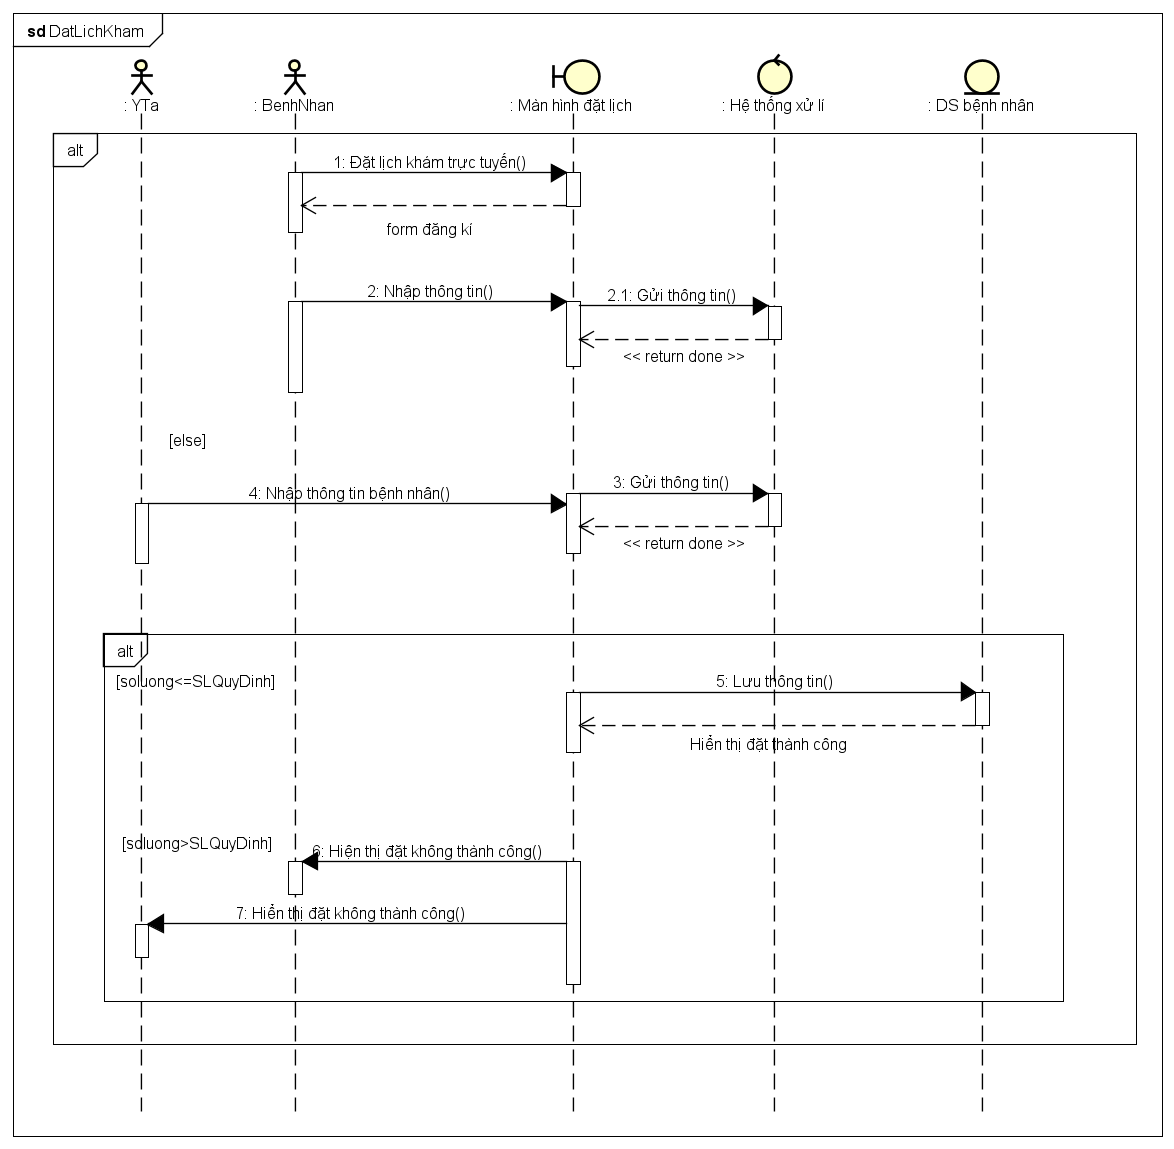 sd DatLichKham
: YTa
: BenhNhan
: Màn hình đặt lịch
: Hệ thống xử lí
: DS bệnh nhân
alt
1: Đặt lịch khám trực tuyến()
form đăng kí
2: Nhập thông tin()
2.1: Gửi thông tin()
<< return done >>
[else]
4: Nhập thông tin bệnh nhân()
3: Gửi thông tin()
<< return done >>
alt
[soluong<=SLQuyDinh]
5: Lưu thông tin()
Hiển thị đặt thành công
[soluong>SLQuyDinh]
6: Hiện thị đặt không thành công()
7: Hiển thị đặt không thành công()